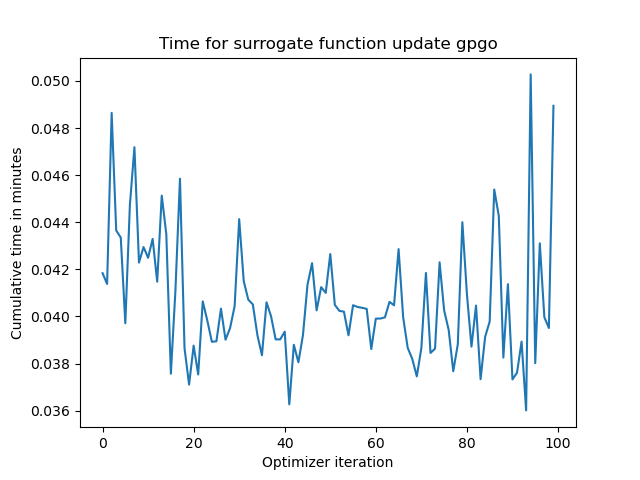 Time for surrogate function update gpgo
0.050
0.048
0.046
0.044
0.042
0.040
0.038
0.036
Cumulative time in minutes
0 20 40 60 80 100
Optimizer iteration